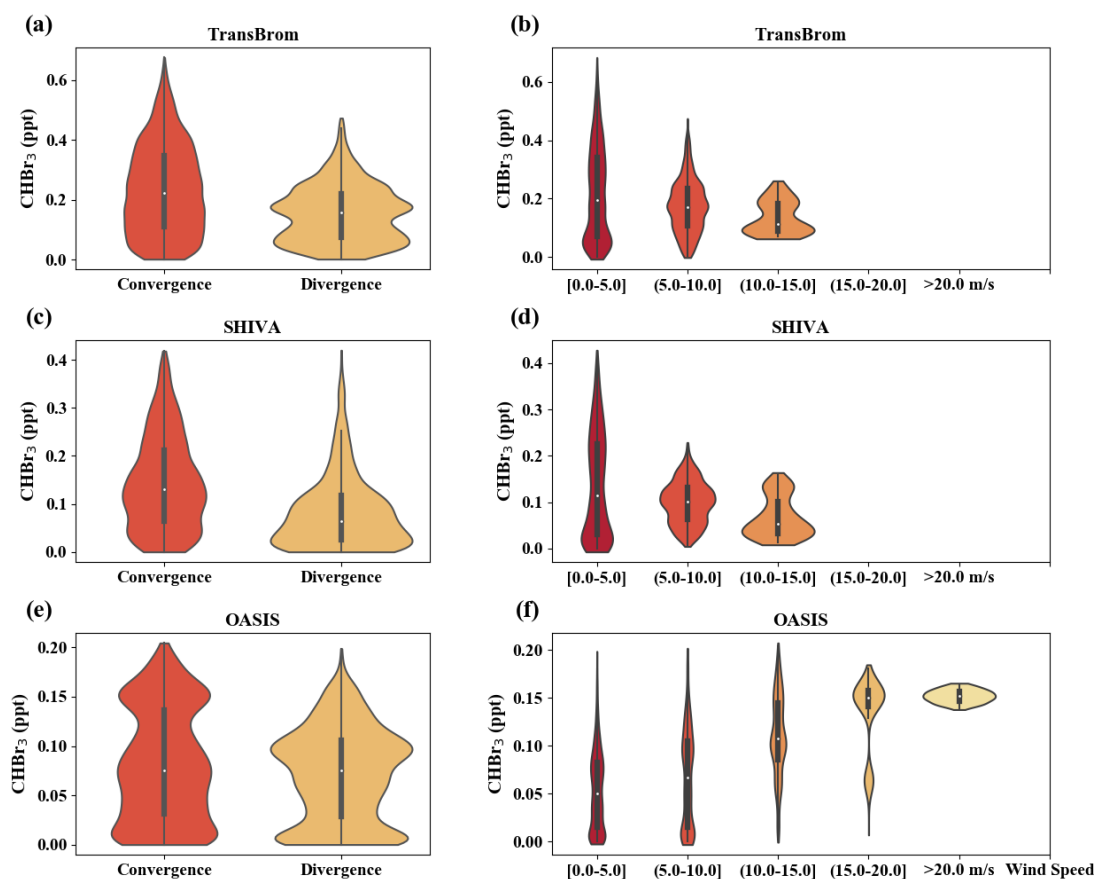 (a)
TransBrom
CHBr3 (ppt)
0.6
0.4
0.2
0.0
Convergence Divergence
(b)
TransBrom
CHBr3 (ppt)
0.6
0.4
0.2
0.0
[0.0-5.0] (5.0-10.0] (10.0-15.0] (15.0-20.0] >20.0 m/s
(c)
SHIVA
CHBr3 (ppt)
0.4
0.3
0.2
0.1
0.0
Convergence Divergence
(d)
SHIVA
CHBr3 (ppt)
0.4
0.3
0.2
0.1
0.0
[0.0-5.0] (5.0-10.0] (10.0-15.0] (15.0-20.0] >20.0 m/s
(e)
OASIS
CHBr3 (ppt)
0.20
0.15
0.10
0.05
0.00
Convergence Divergence
(f)
OASIS
CHBr3 (ppt)
0.20
0.15
0.10
0.05
0.00
[0.0-5.0] (5.0-10.0] (10.0-15.0] (15.0-20.0] >20.0 m/s Wind Speed